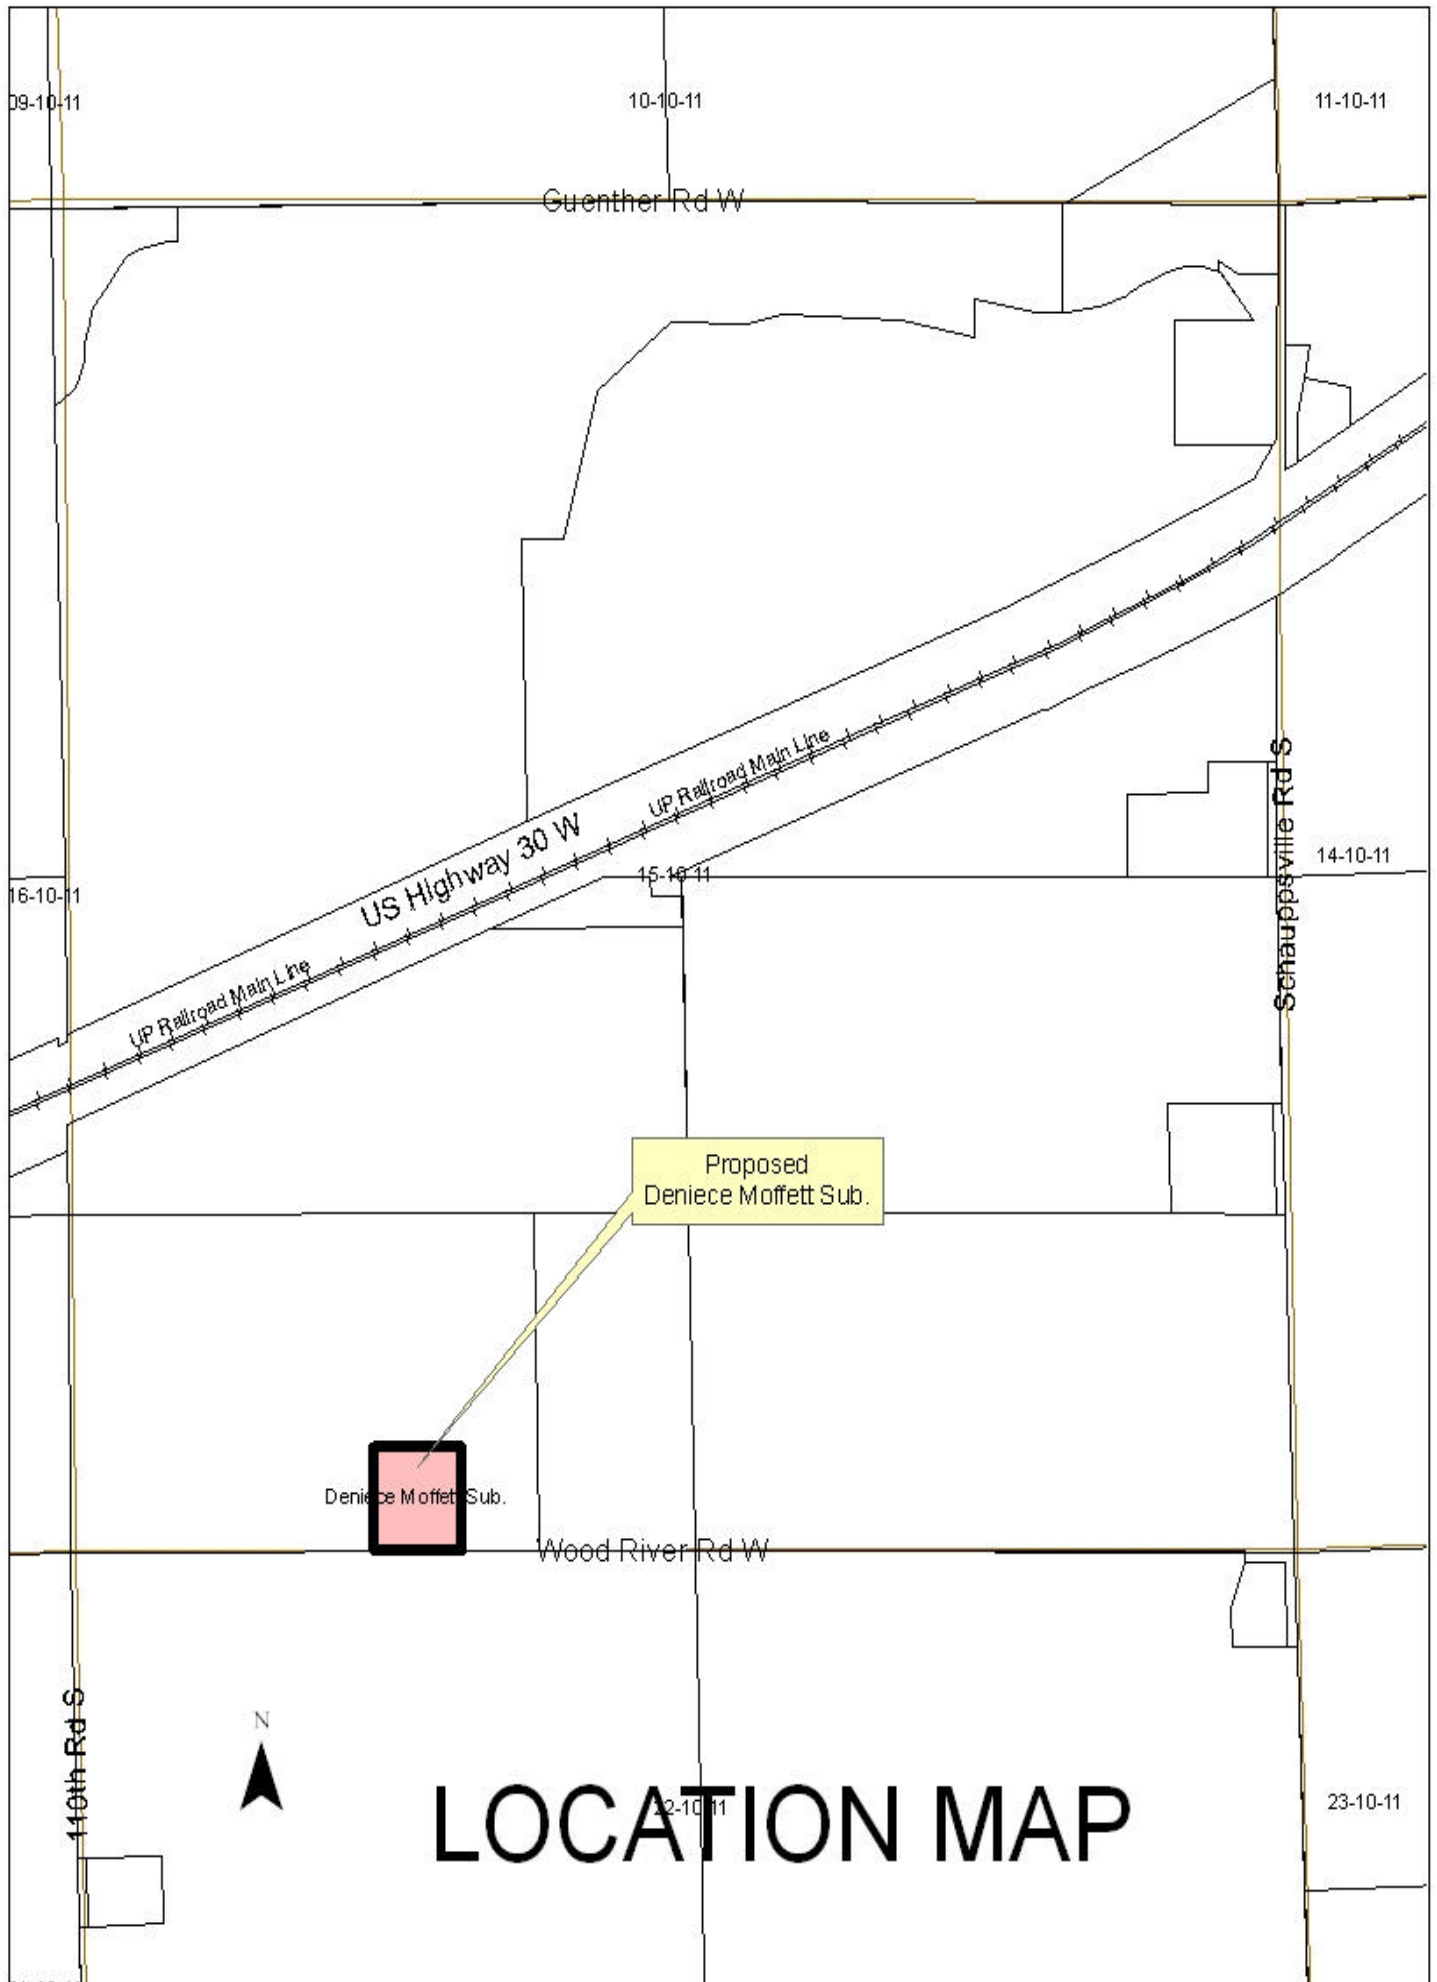 09-10-11
10-10-11
11-10-11
Guenther Rd W
UP Railroad Main Line
US Highway 30 W
Schauppsville Rd S
14-10-11
15-10-11
16-10-11
UP Railroad Main Line
Proposed
Deniece Moffett Sub.
Deniece Moffett Sub.
Wood River Rd W
110th Rd S
N
LOCATION MAP
22-10-11
23-10-11